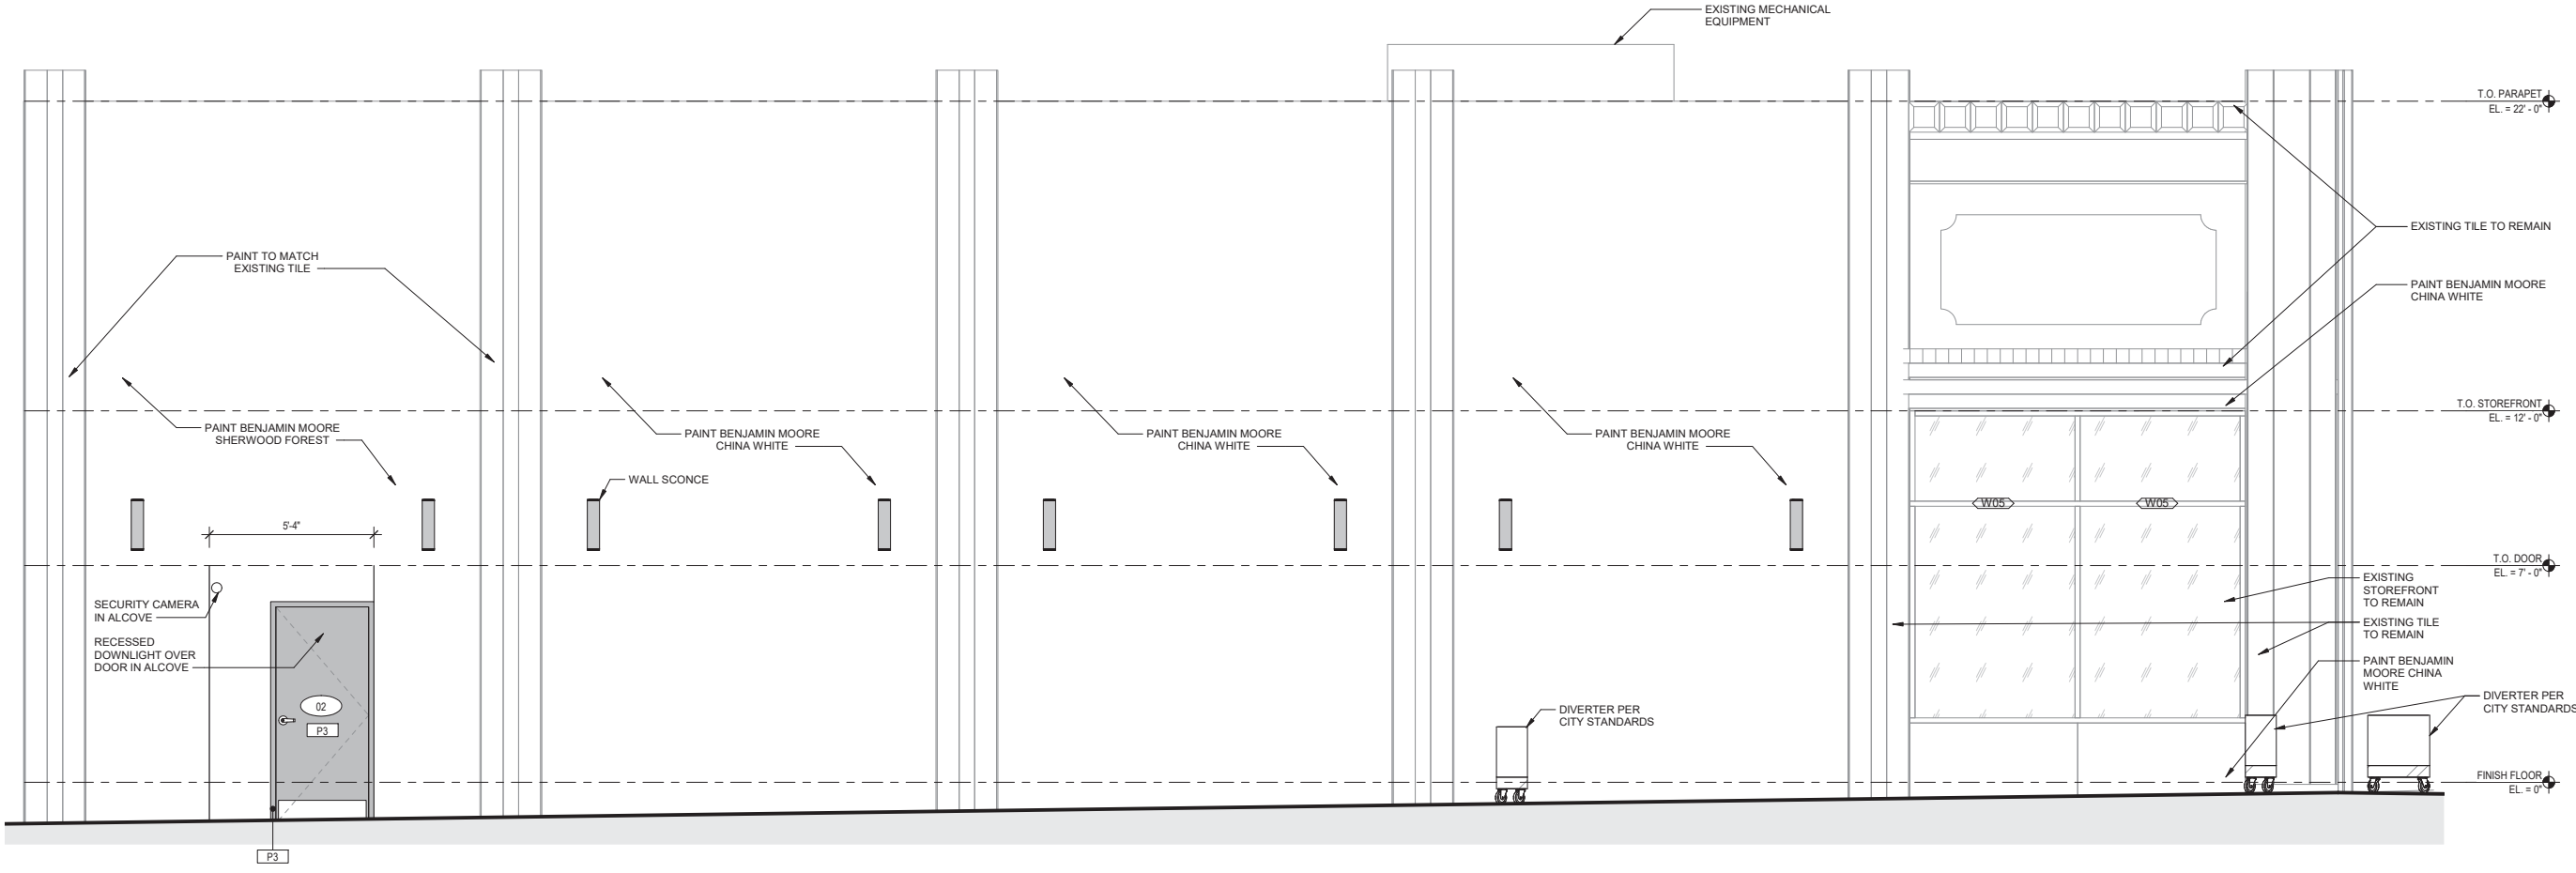 EXISTING MECHANICAL
EQUIPMENT
T.O. PARAPET
EL. = 22' - 0"
EXISTING TILE TO REMAIN
PAINT TO MATCH
EXISTING TILE
PAINT BENJAMIN MOORE
CHINA WHITE
T.O. STOREFRONT
EL. = 12' - 0"
PAINT BENJAMIN MOORE
SHERWOOD FOREST
PAINT BENJAMIN MOORE
CHINA WHITE
PAINT BENJAMIN MOORE
CHINA WHITE
PAINT BENJAMIN MOORE
CHINA WHITE
WALL SCONCE
W05
W05
5'-4"
T.O. DOOR
EL. = 7' - 0"
SECURITY CAMERA
IN ALCOVE
RECESSED
DOWNLIGHT OVER
DOOR IN ALCOVE
EXISTING
STOREFRONT
TO REMAIN
EXISTING TILE
TO REMAIN
PAINT BENJAMIN
MOORE CHINA
WHITE
02
P3
DIVERTER PER
CITY STANDARDS
DIVERTER PER
CITY STANDARDS
FINISH FLOOR
EL. = 0"
P3